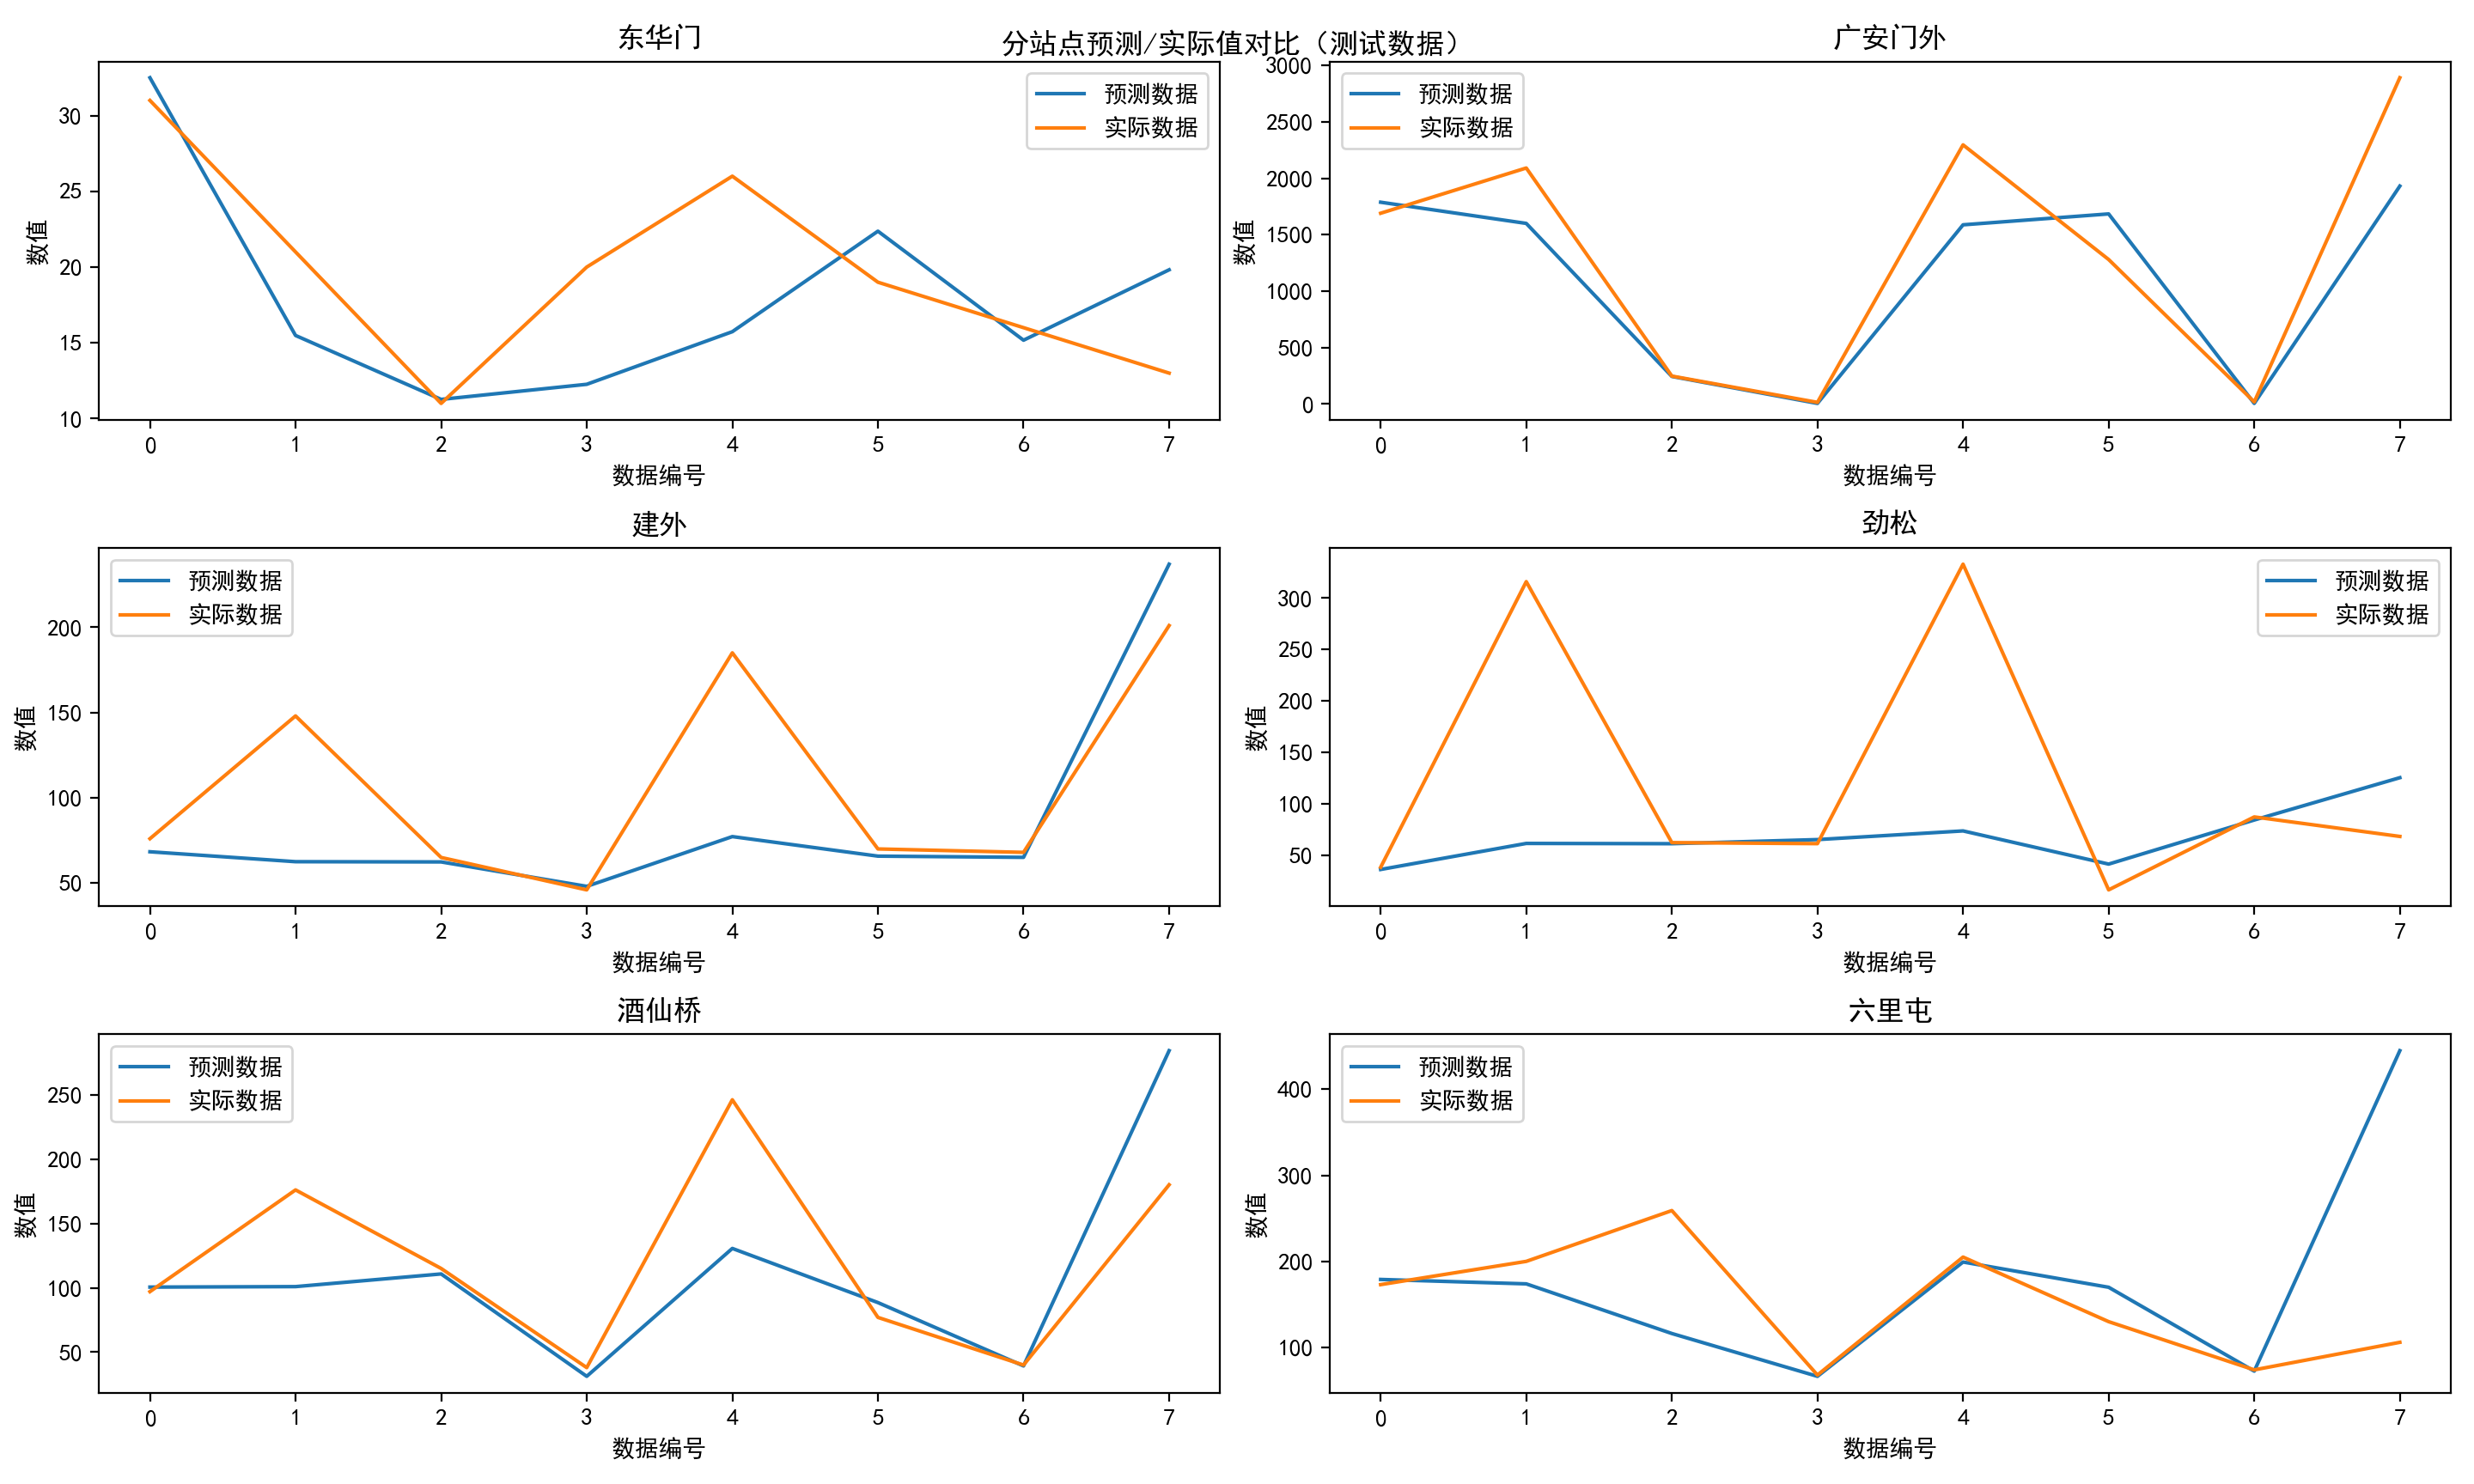 分站点预测/实际值对比（测试数据）
东华门
预测数据
实际数据
30
25
20
15
10
数值
0 1 2 3 4 5 6 7
数据编号
广安门外
预测数据
实际数据
3000
2500
2000
1500
1000
500
0
数值
0 1 2 3 4 5 6 7
数据编号
建外
预测数据
实际数据
200
150
100
50
数值
0 1 2 3 4 5 6 7
数据编号
劲松
预测数据
实际数据
300
250
200
150
100
50
数值
0 1 2 3 4 5 6 7
数据编号
酒仙桥
预测数据
实际数据
250
200
150
100
50
数值
0 1 2 3 4 5 6 7
数据编号
六里屯
预测数据
实际数据
400
300
200
100
数值
0 1 2 3 4 5 6 7
数据编号